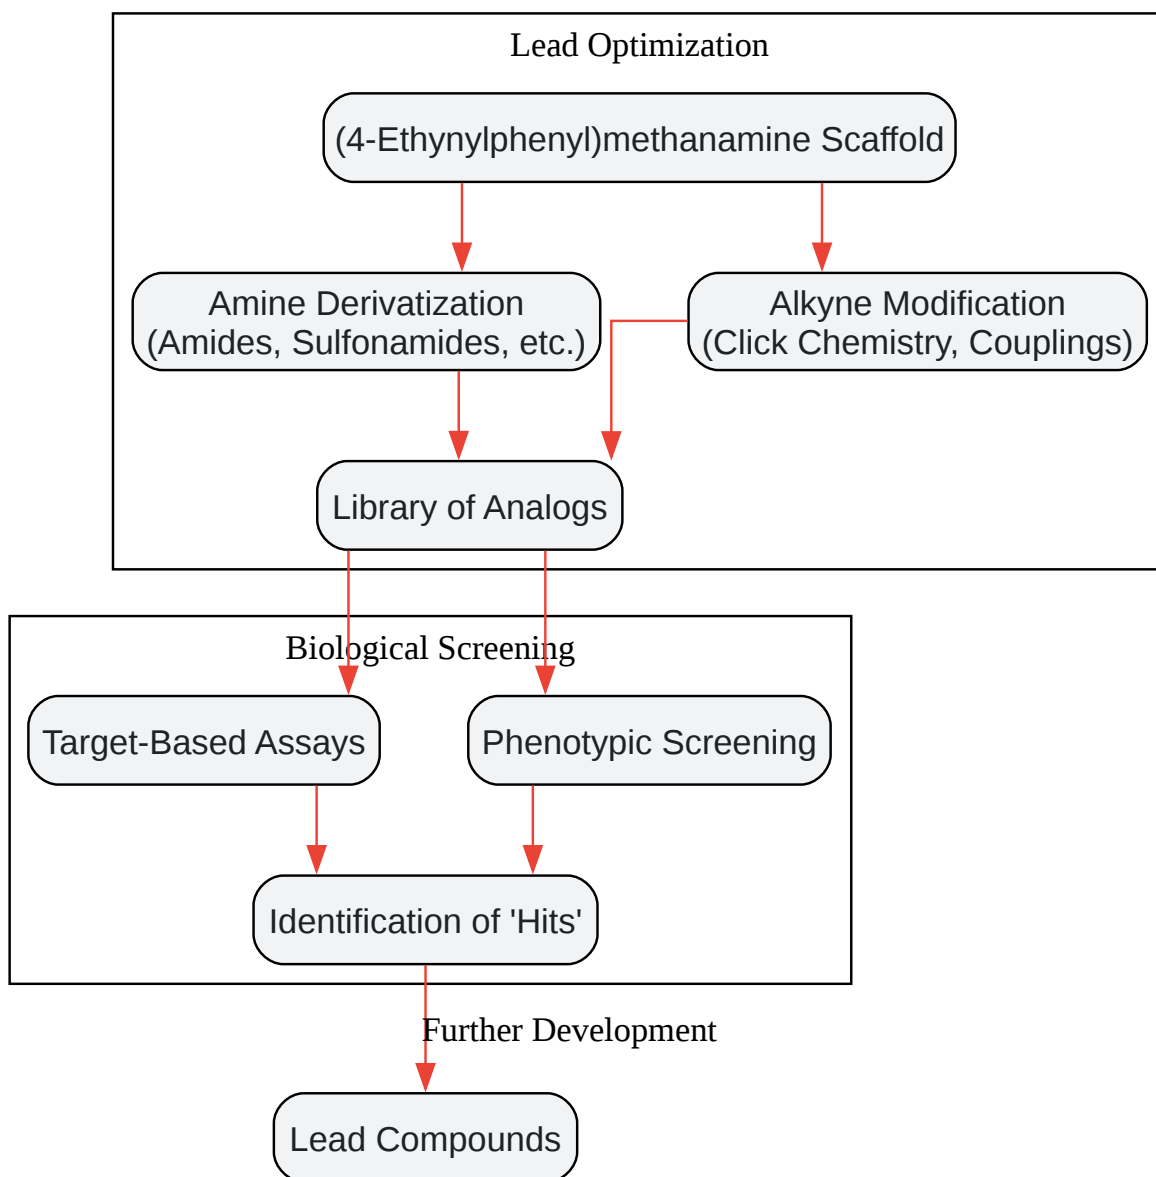 Lead Optimization
(4-Ethynylphenyl)methanamine Scaffold
Amine Derivatization
(Amides, Sulfonamides, etc.)
Alkyne Modification
(Click Chemistry, Couplings)
Library of Analogs
Biological Screening
Target-Based Assays
Phenotypic Screening
Identification of 'Hits'
Further Development
Lead Compounds